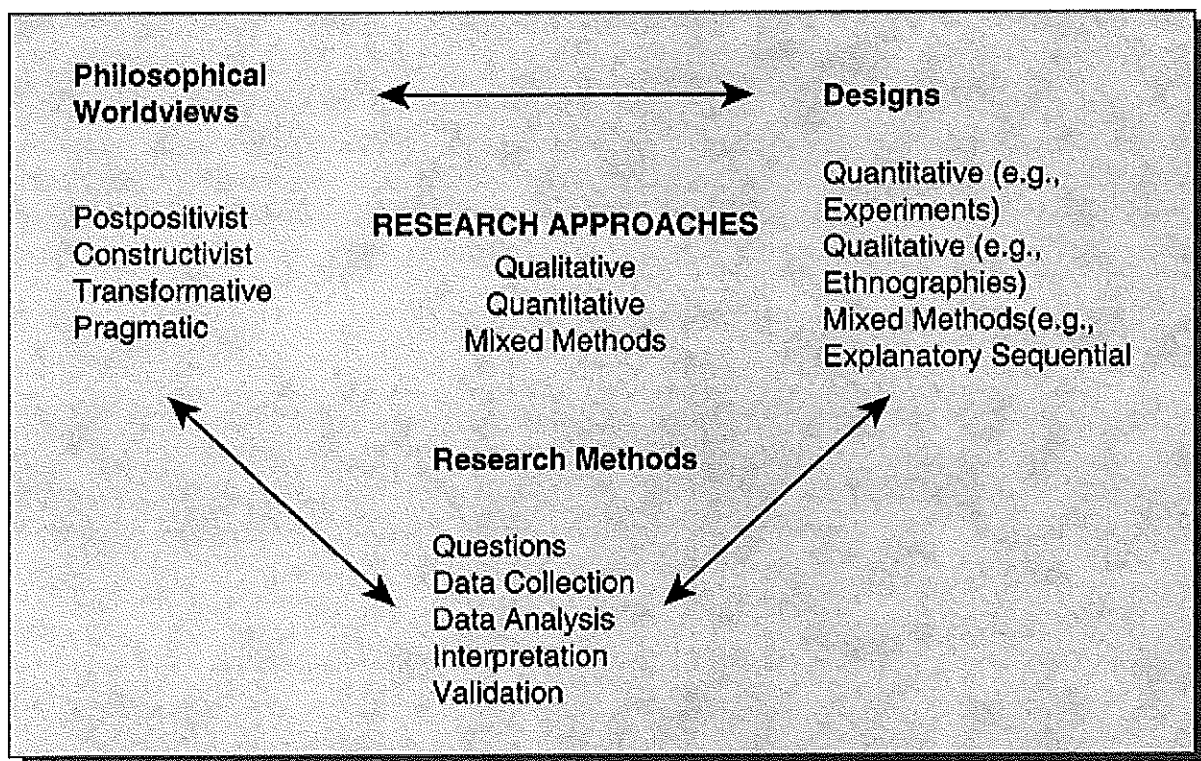 Philosophical
Worldviews
Postpositivist
Constructivist
Transformative
Pragmatic
RESEARCH APPROACHES
Qualitative
Quantitative
Mixed Methods
Designs
Quantitative (e.g.,
Experiments)
Qualitative (e.g.,
Ethnographies)
Mixed Methods(e.g.,
Explanatory Sequential
Research Methods
Questions
Data Collection
Data Analysis
Interpretation
Validation